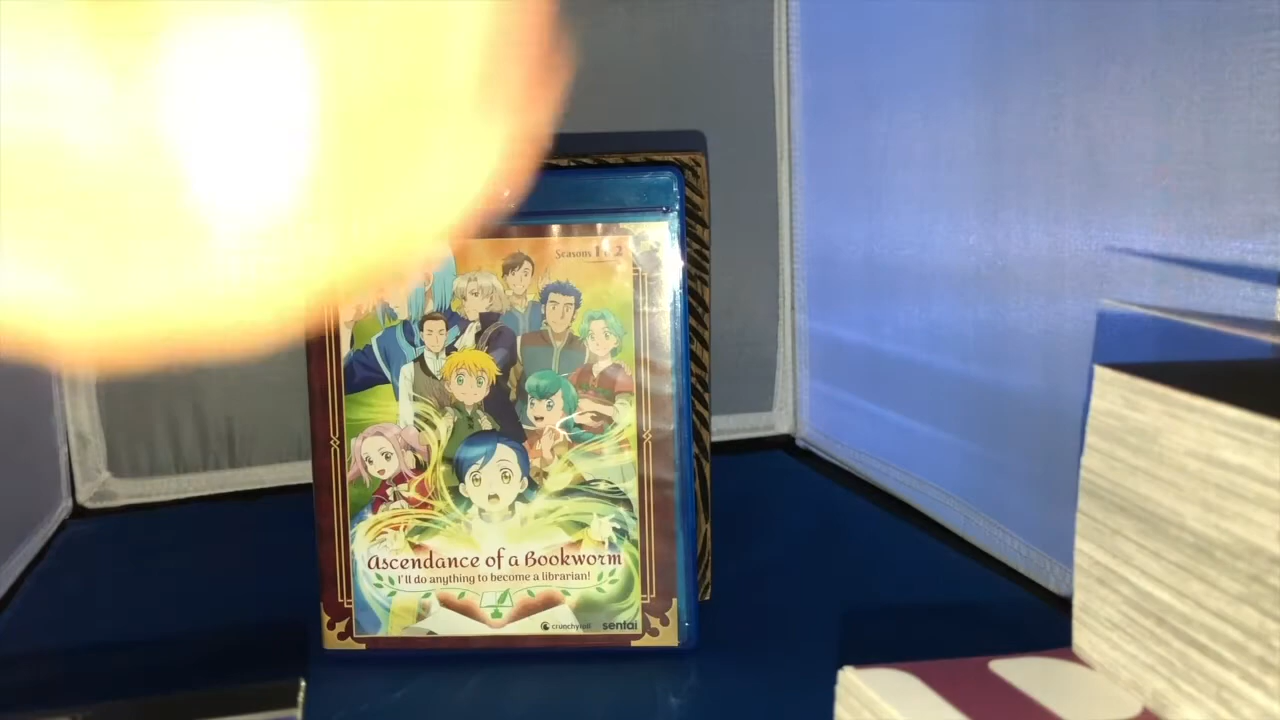 Seasons 1 & 2
Ascendance of a Bookworm
I'll do anything to become a librarian!
crunchyroll
sentai